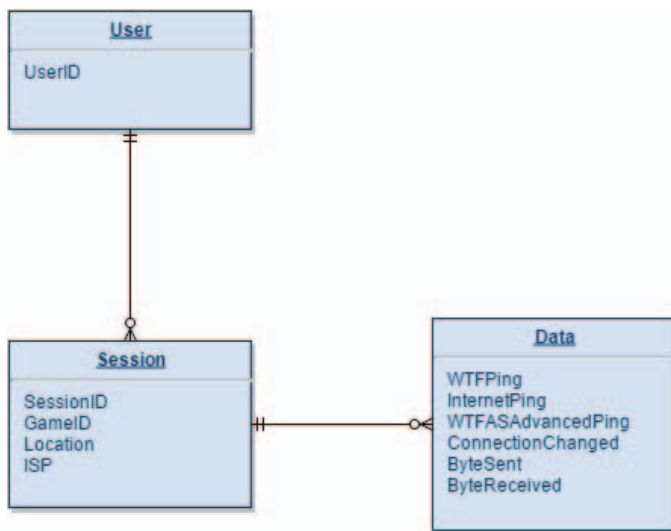 User
UserID
Session
SessionID
GameID
Location
ISP
Data
WTFPing
InternetPing
WTFASAdvancedPing
ConnectionChanged
ByteSent
ByteReceived